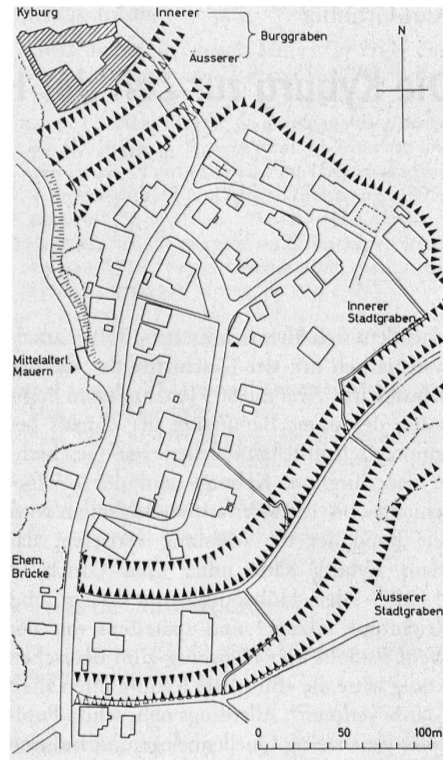 Kyburg
Innerer
Burggraben
Äusserer
N
Innerer
Stadtgraben
Mittelalterl.
Mauern
Ehem.
Brücke
Äusserer
Stadtgraben
0 50 100m